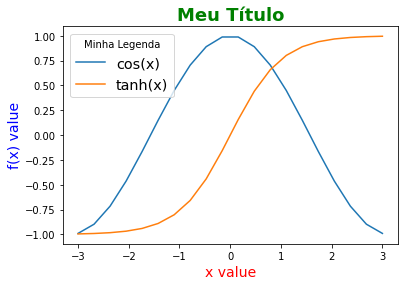 Meu Título
Minha Legenda
cos(x)
tanh(x)
f(x) value
1.00
0.75
0.50
0.25
0.00
−0.25
−0.50
−0.75
−1.00
−3
−2
−1
0
1
2
3
x value